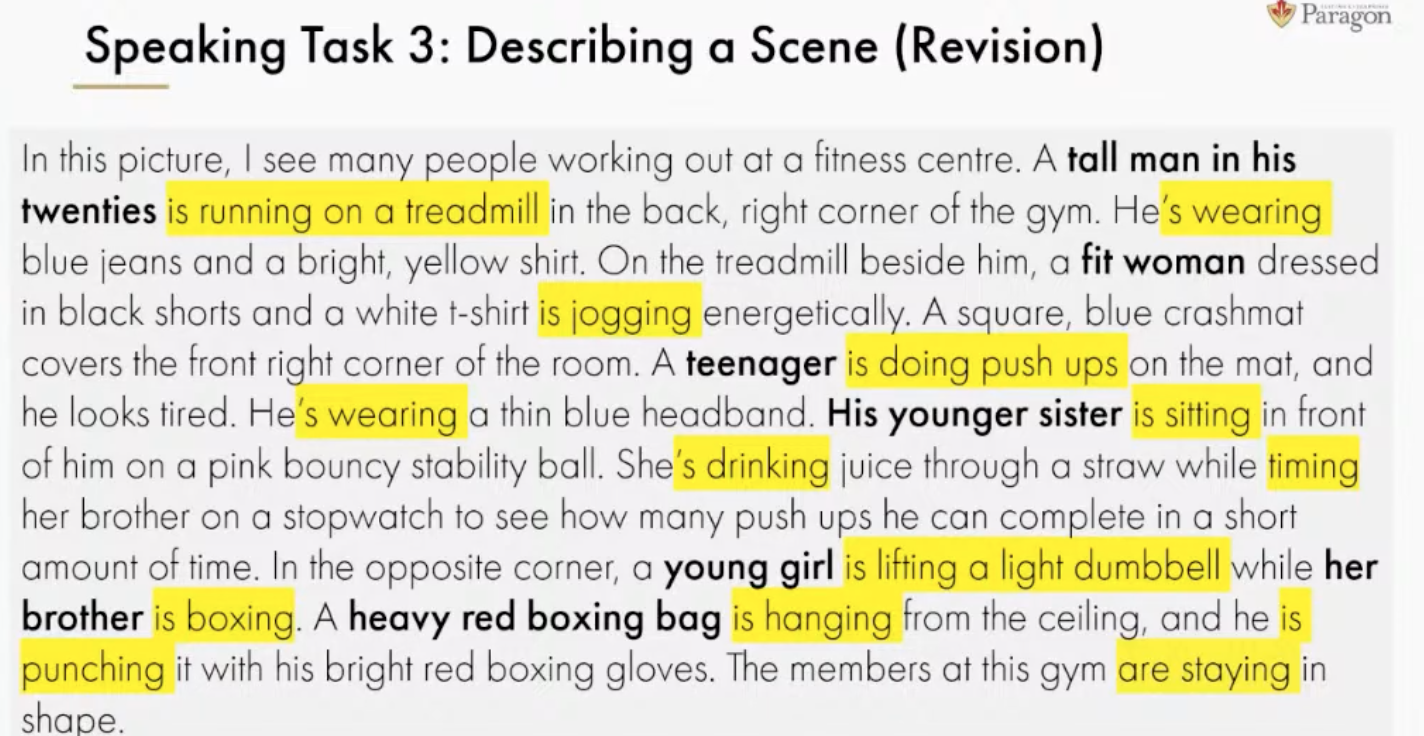 Paragon
Speaking Task 3: Describing a Scene (Revision)
In this picture, I see many people working out at a fitness centre. A tall man in his
twenties is running on a treadmill in the back, right corner of the gym. He's wearing
blue jeans and a bright, yellow shirt. On the treadmill beside him, a fit woman dressed
in black shorts and a white t-shirt is jogging energetically. A square, blue crashmat
covers the front right corner of the room. A teenager is doing push ups on the mat, and
he looks tired. He's wearing a thin blue headband. His younger sister is sitting in front
of him on a pink bouncy stability ball. She's drinking juice through a straw while timing
her brother on a stopwatch to see how many push ups he can complete in a short
amount of time. In the opposite corner, a young girl is lifting a light dumbbell while her
brother is boxing. A heavy red boxing bag is hanging from the ceiling, and he is
punching it with his bright red boxing gloves. The members at this gym are staying in
shape.